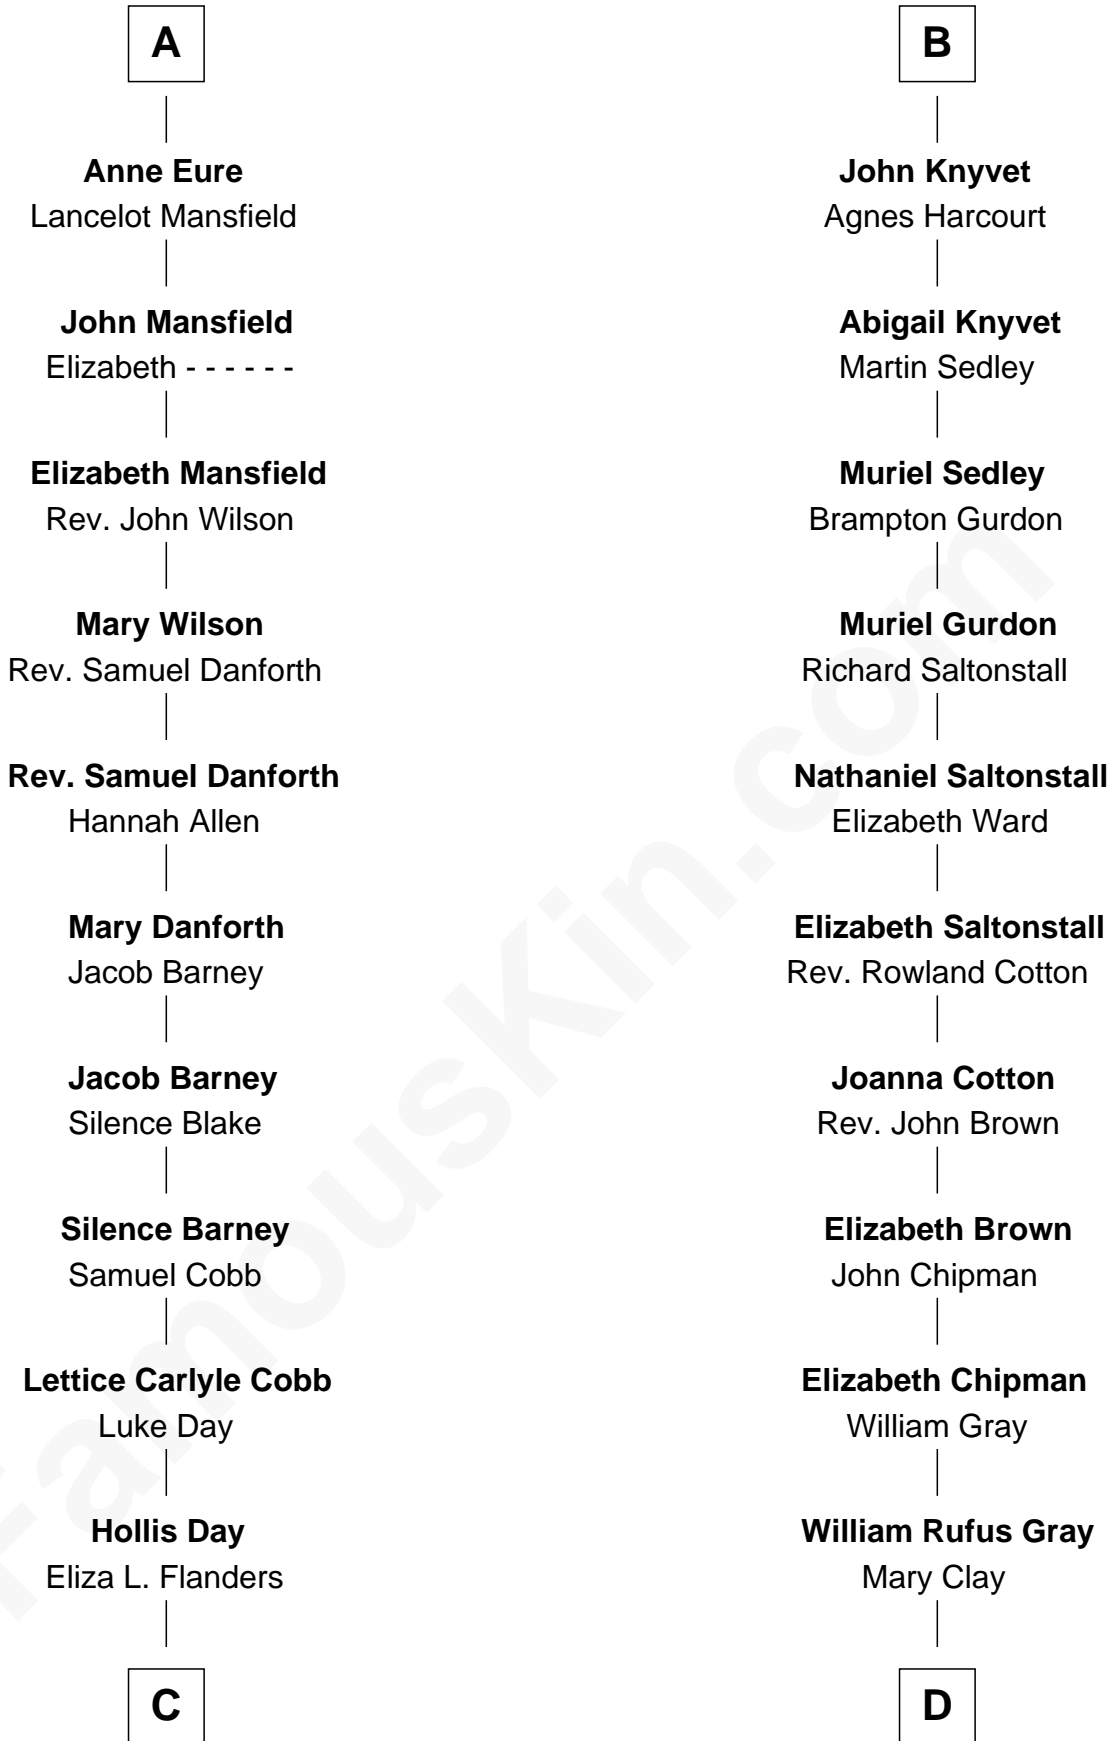 A
Anne Eure
Lancelot Mansfield
John Mansfield
Elizabeth - - - - - -
Elizabeth Mansfield
Rev. John Wilson
Mary Wilson
Rev. Samuel Danforth
Rev. Samuel Danforth
Hannah Allen
Mary Danforth
Jacob Barney
Jacob Barney
Silence Blake
Silence Barney
Samuel Cobb
Lettice Carlyle Cobb
Luke Day
Hollis Day
Eliza L. Flanders
C
B
John Knyvet
Agnes Harcourt
Abigail Knyvet
Martin Sedley
Muriel Sedley
Brampton Gurdon
Muriel Gurdon
Richard Saltonstall
Nathaniel Saltonstall
Elizabeth Ward
Elizabeth Saltonstall
Rev. Rowland Cotton
Joanna Cotton
Rev. John Brown
Elizabeth Brown
John Chipman
Elizabeth Chipman
William Gray
William Rufus Gray
Mary Clay
D
FamousKin.com